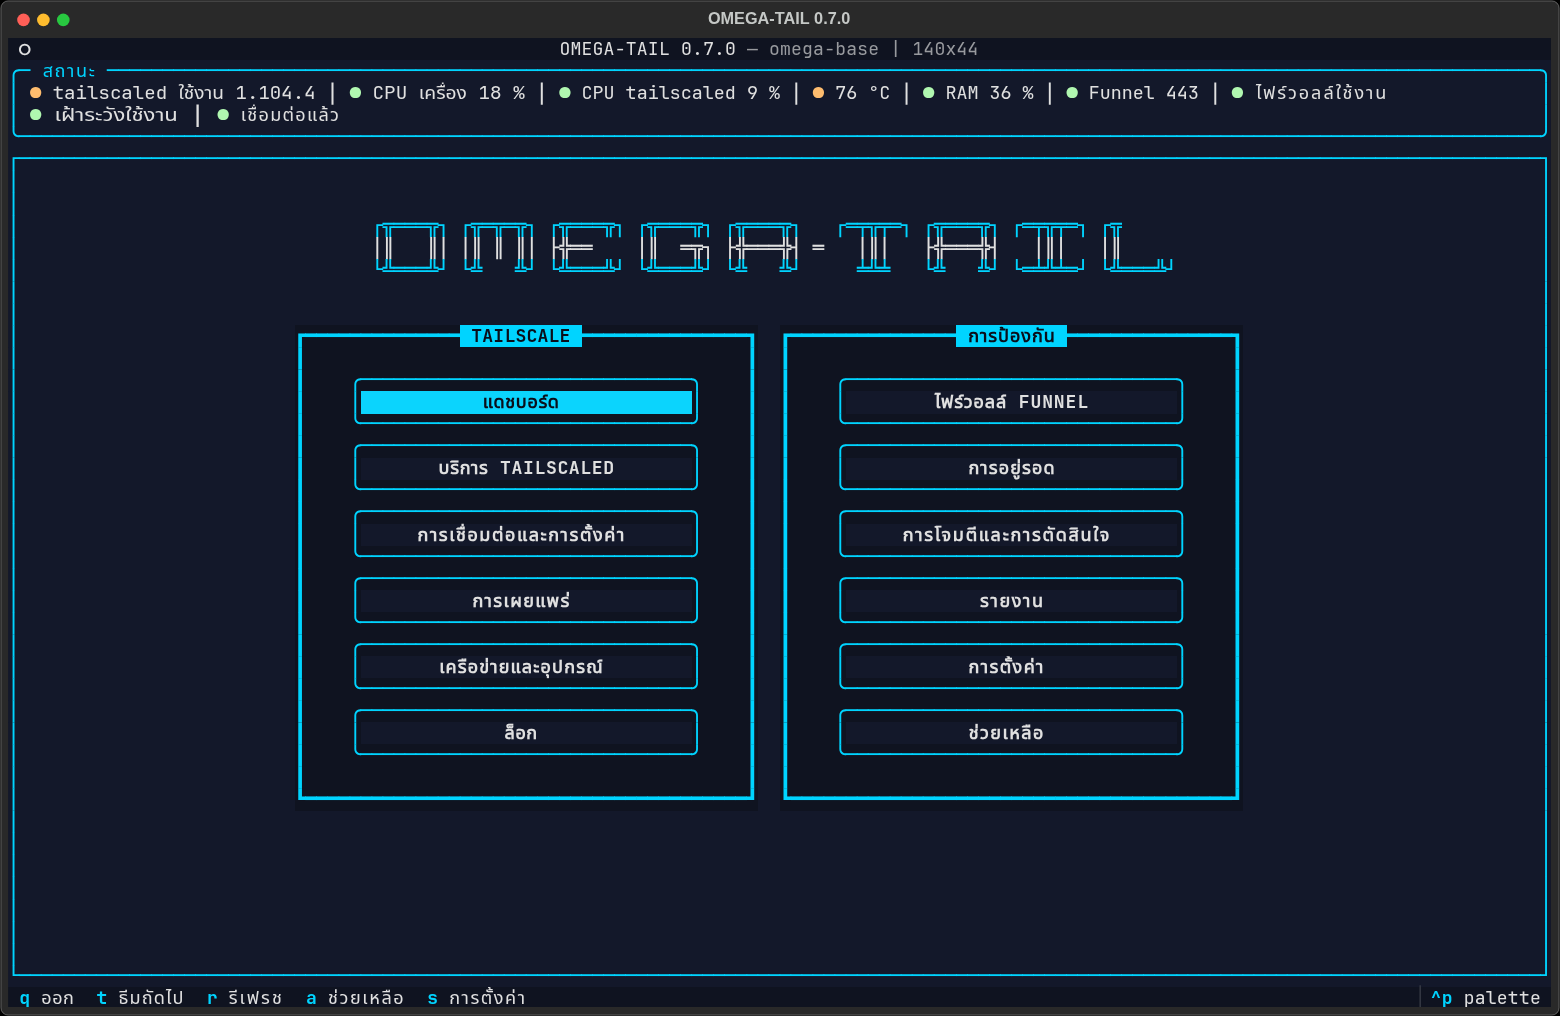 OMEGA-TAIL 0.7.0
OMEGA-TAIL 0.7.0 — omega-base | 140x44
สถานะ
● tailscaled ใช้งาน 1.104.4 | ● CPU เครื่อง 18 % | ● CPU tailscaled 9 % | ● 76 °C | ● RAM 36 % | ● Funnel 443 | ● ไฟร์วอลล์ใช้งาน
● เฝ้าระวังใช้งาน | ● เชื่อมต่อแล้ว
OMEGA-TAIL
TAILSCALE
แดชบอร์ด
บริการ TAILSCALED
การเชื่อมต่อและการตั้งค่า
การเผยแพร่
เครือข่ายและอุปกรณ์
ล็อก
การป้องกัน
ไฟร์วอลล์ FUNNEL
การอยู่รอด
การโจมตีและการตัดสินใจ
รายงาน
การตั้งค่า
ช่วยเหลือ
q ออก t ธีมถัดไป r รีเฟรช a ช่วยเหลือ s การตั้งค่า ^p palette